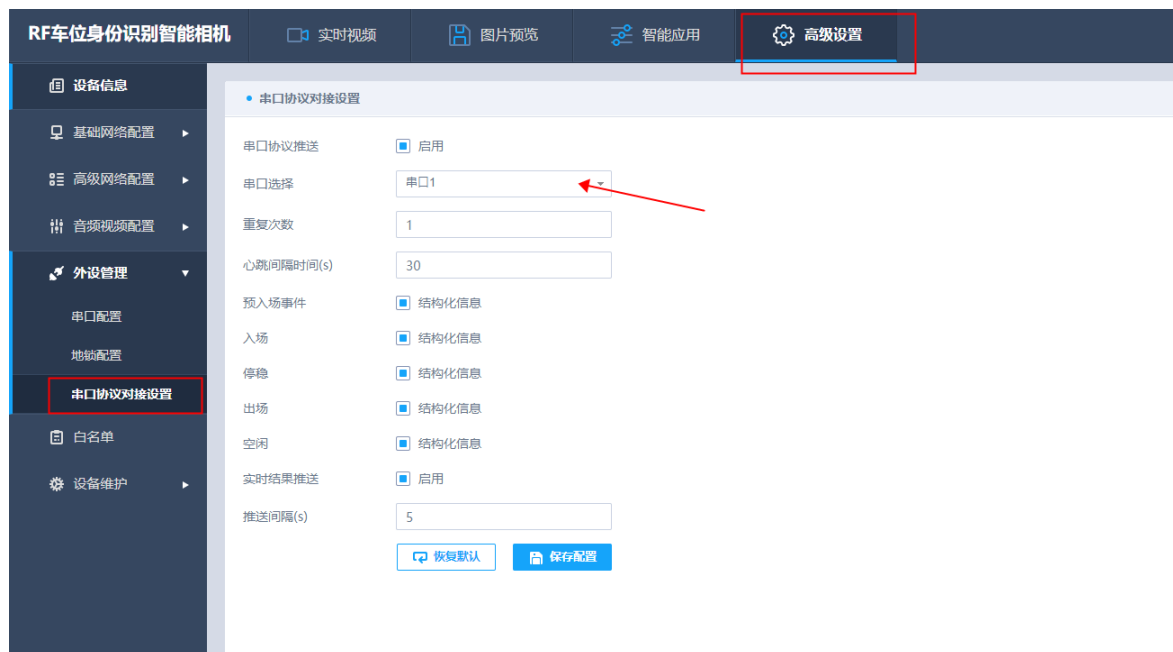 RF车位身份识别智能相机
实时视频
图片预览
智能应用
高级设置
设备信息
基础网络配置
高级网络配置
音频视频配置
外设管理
串口配置
地锁配置
串口协议对接设置
白名单
设备维护
串口协议对接设置
串口协议推送 启用
串口选择 串口1
重复次数 1
心跳间隔时间(s) 30
预入场事件 结构化信息
入场 结构化信息
停稳 结构化信息
出场 结构化信息
空闲 结构化信息
实时结果推送 启用
推送间隔(s) 5
恢复默认 保存配置